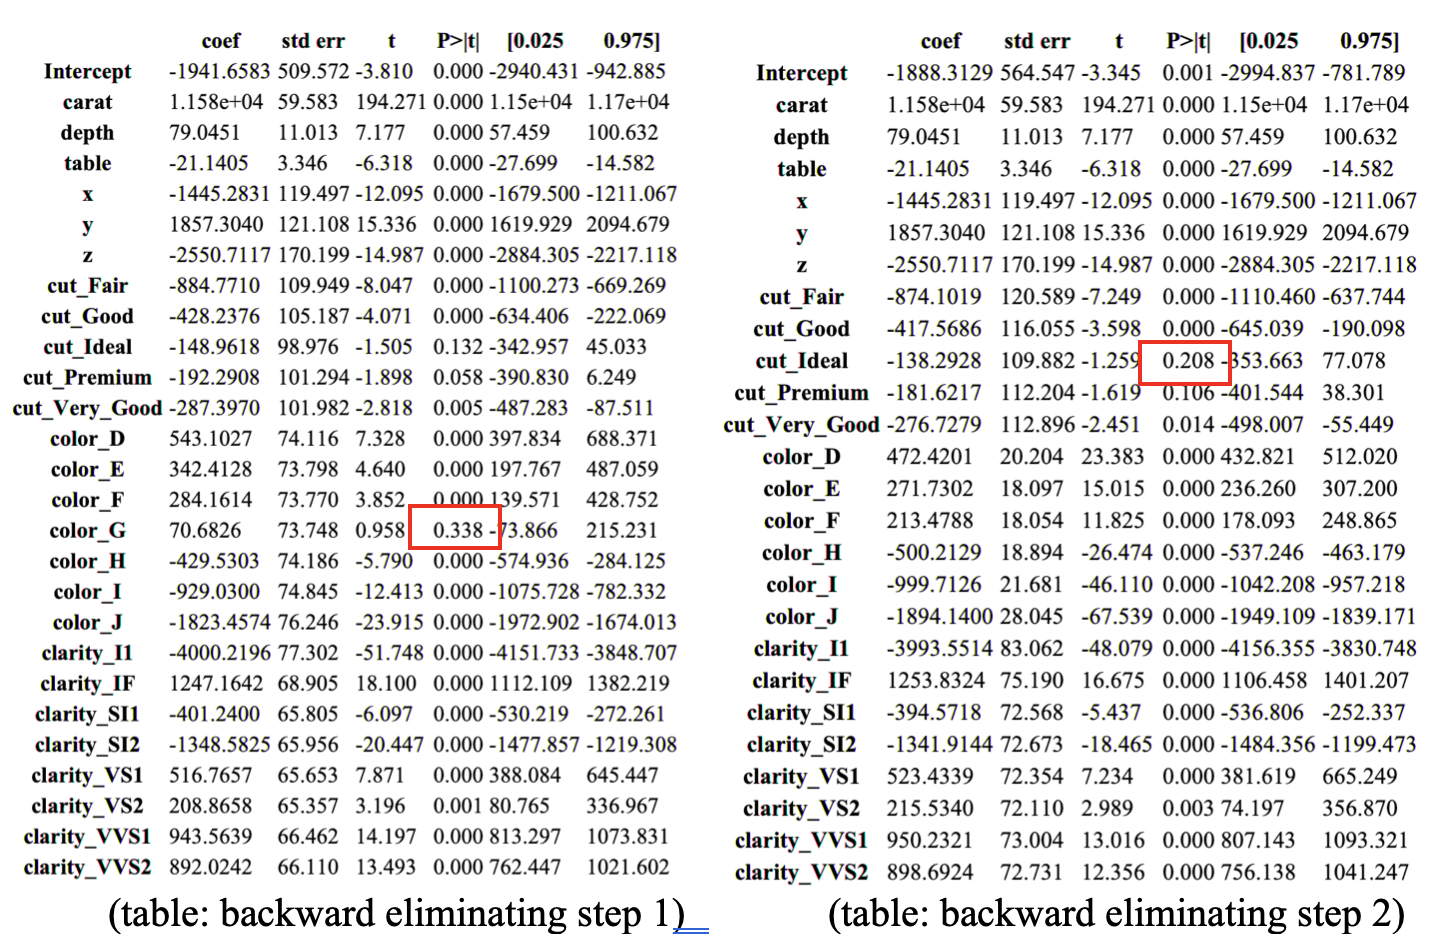 coef std err t P>|t| [0.025 0.975]
Intercept -1941.6583 509.572 -3.810 0.000 -2940.431 -942.885
carat 1.158e+04 59.583 194.271 0.000 1.15e+04 1.17e+04
depth 79.0451 11.013 7.177 0.000 57.459 100.632
table -21.1405 3.346 -6.318 0.000 -27.699 -14.582
x -1445.2831 119.497 -12.095 0.000 -1679.500 -1211.067
y 1857.3040 121.108 15.336 0.000 1619.929 2094.679
z -2550.7117 170.199 -14.987 0.000 -2884.305 -2217.118
cut_Fair -884.7710 109.949 -8.047 0.000 -1100.273 -669.269
cut_Good -428.2376 105.187 -4.071 0.000 -634.406 -222.069
cut_Ideal -148.9618 98.976 -1.505 0.132 -342.957 45.033
cut_Premium -192.2908 101.294 -1.898 0.058 -390.830 6.249
cut_Very_Good -287.3970 101.982 -2.818 0.005 -487.283 -87.511
color_D 543.1027 74.116 7.328 0.000 397.834 688.371
color_E 342.4128 73.798 4.640 0.000 197.767 487.059
color_F 284.1614 73.770 3.852 0.000 139.571 428.752
color_G 70.6826 73.748 0.958 0.338 -73.866 215.231
color_H -429.5303 74.186 -5.790 0.000 -574.936 -284.125
color_I -929.0300 74.845 -12.413 0.000 -1075.728 -782.332
color_J -1823.4574 76.246 -23.915 0.000 -1972.902 -1674.013
clarity_I1 -4000.2196 77.302 -51.748 0.000 -4151.733 -3848.707
clarity_IF 1247.1642 68.905 18.100 0.000 1112.109 1382.219
clarity_SI1 -401.2400 65.805 -6.097 0.000 -530.219 -272.261
clarity_SI2 -1348.5825 65.956 -20.447 0.000 -1477.857 -1219.308
clarity_VS1 516.7657 65.653 7.871 0.000 388.084 645.447
clarity_VS2 208.8658 65.357 3.196 0.001 80.765 336.967
clarity_VVS1 943.5639 66.462 14.197 0.000 813.297 1073.831
clarity_VVS2 892.0242 66.110 13.493 0.000 762.447 1021.602
(table: backward eliminating step 1)
coef std err t P>|t| [0.025 0.975]
Intercept -1888.3129 564.547 -3.345 0.001 -2994.837 -781.789
carat 1.158e+04 59.583 194.271 0.000 1.15e+04 1.17e+04
depth 79.0451 11.013 7.177 0.000 57.459 100.632
table -21.1405 3.346 -6.318 0.000 -27.699 -14.582
x -1445.2831 119.497 -12.095 0.000 -1679.500 -1211.067
y 1857.3040 121.108 15.336 0.000 1619.929 2094.679
z -2550.7117 170.199 -14.987 0.000 -2884.305 -2217.118
cut_Fair -874.1019 120.589 -7.249 0.000 -1110.460 -637.744
cut_Good -417.5686 116.055 -3.598 0.000 -645.039 -190.098
cut_Ideal -138.2928 109.882 -1.259 0.208 -353.663 77.078
cut_Premium -181.6217 112.204 -1.619 0.106 -401.544 38.301
cut_Very_Good -276.7279 112.896 -2.451 0.014 -498.007 -55.449
color_D 472.4201 20.204 23.383 0.000 432.821 512.020
color_E 271.7302 18.097 15.015 0.000 236.260 307.200
color_F 213.4788 18.054 11.825 0.000 178.093 248.865
color_H -500.2129 18.894 -26.474 0.000 -537.246 -463.179
color_I -999.7126 21.681 -46.110 0.000 -1042.208 -957.218
color_J -1894.1400 28.045 -67.539 0.000 -1949.109 -1839.171
clarity_I1 -3993.5514 83.062 -48.079 0.000 -4156.355 -3830.748
clarity_IF 1253.8324 75.190 16.675 0.000 1106.458 1401.207
clarity_SI1 -394.5718 72.568 -5.437 0.000 -536.806 -252.337
clarity_SI2 -1341.9144 72.673 -18.465 0.000 -1484.356 -1199.473
clarity_VS1 523.4339 72.354 7.234 0.000 381.619 665.249
clarity_VS2 215.5340 72.110 2.989 0.003 74.197 356.870
clarity_VVS1 950.2321 73.004 13.016 0.000 807.143 1093.321
clarity_VVS2 898.6924 72.731 12.356 0.000 756.138 1041.247
(table: backward eliminating step 2)